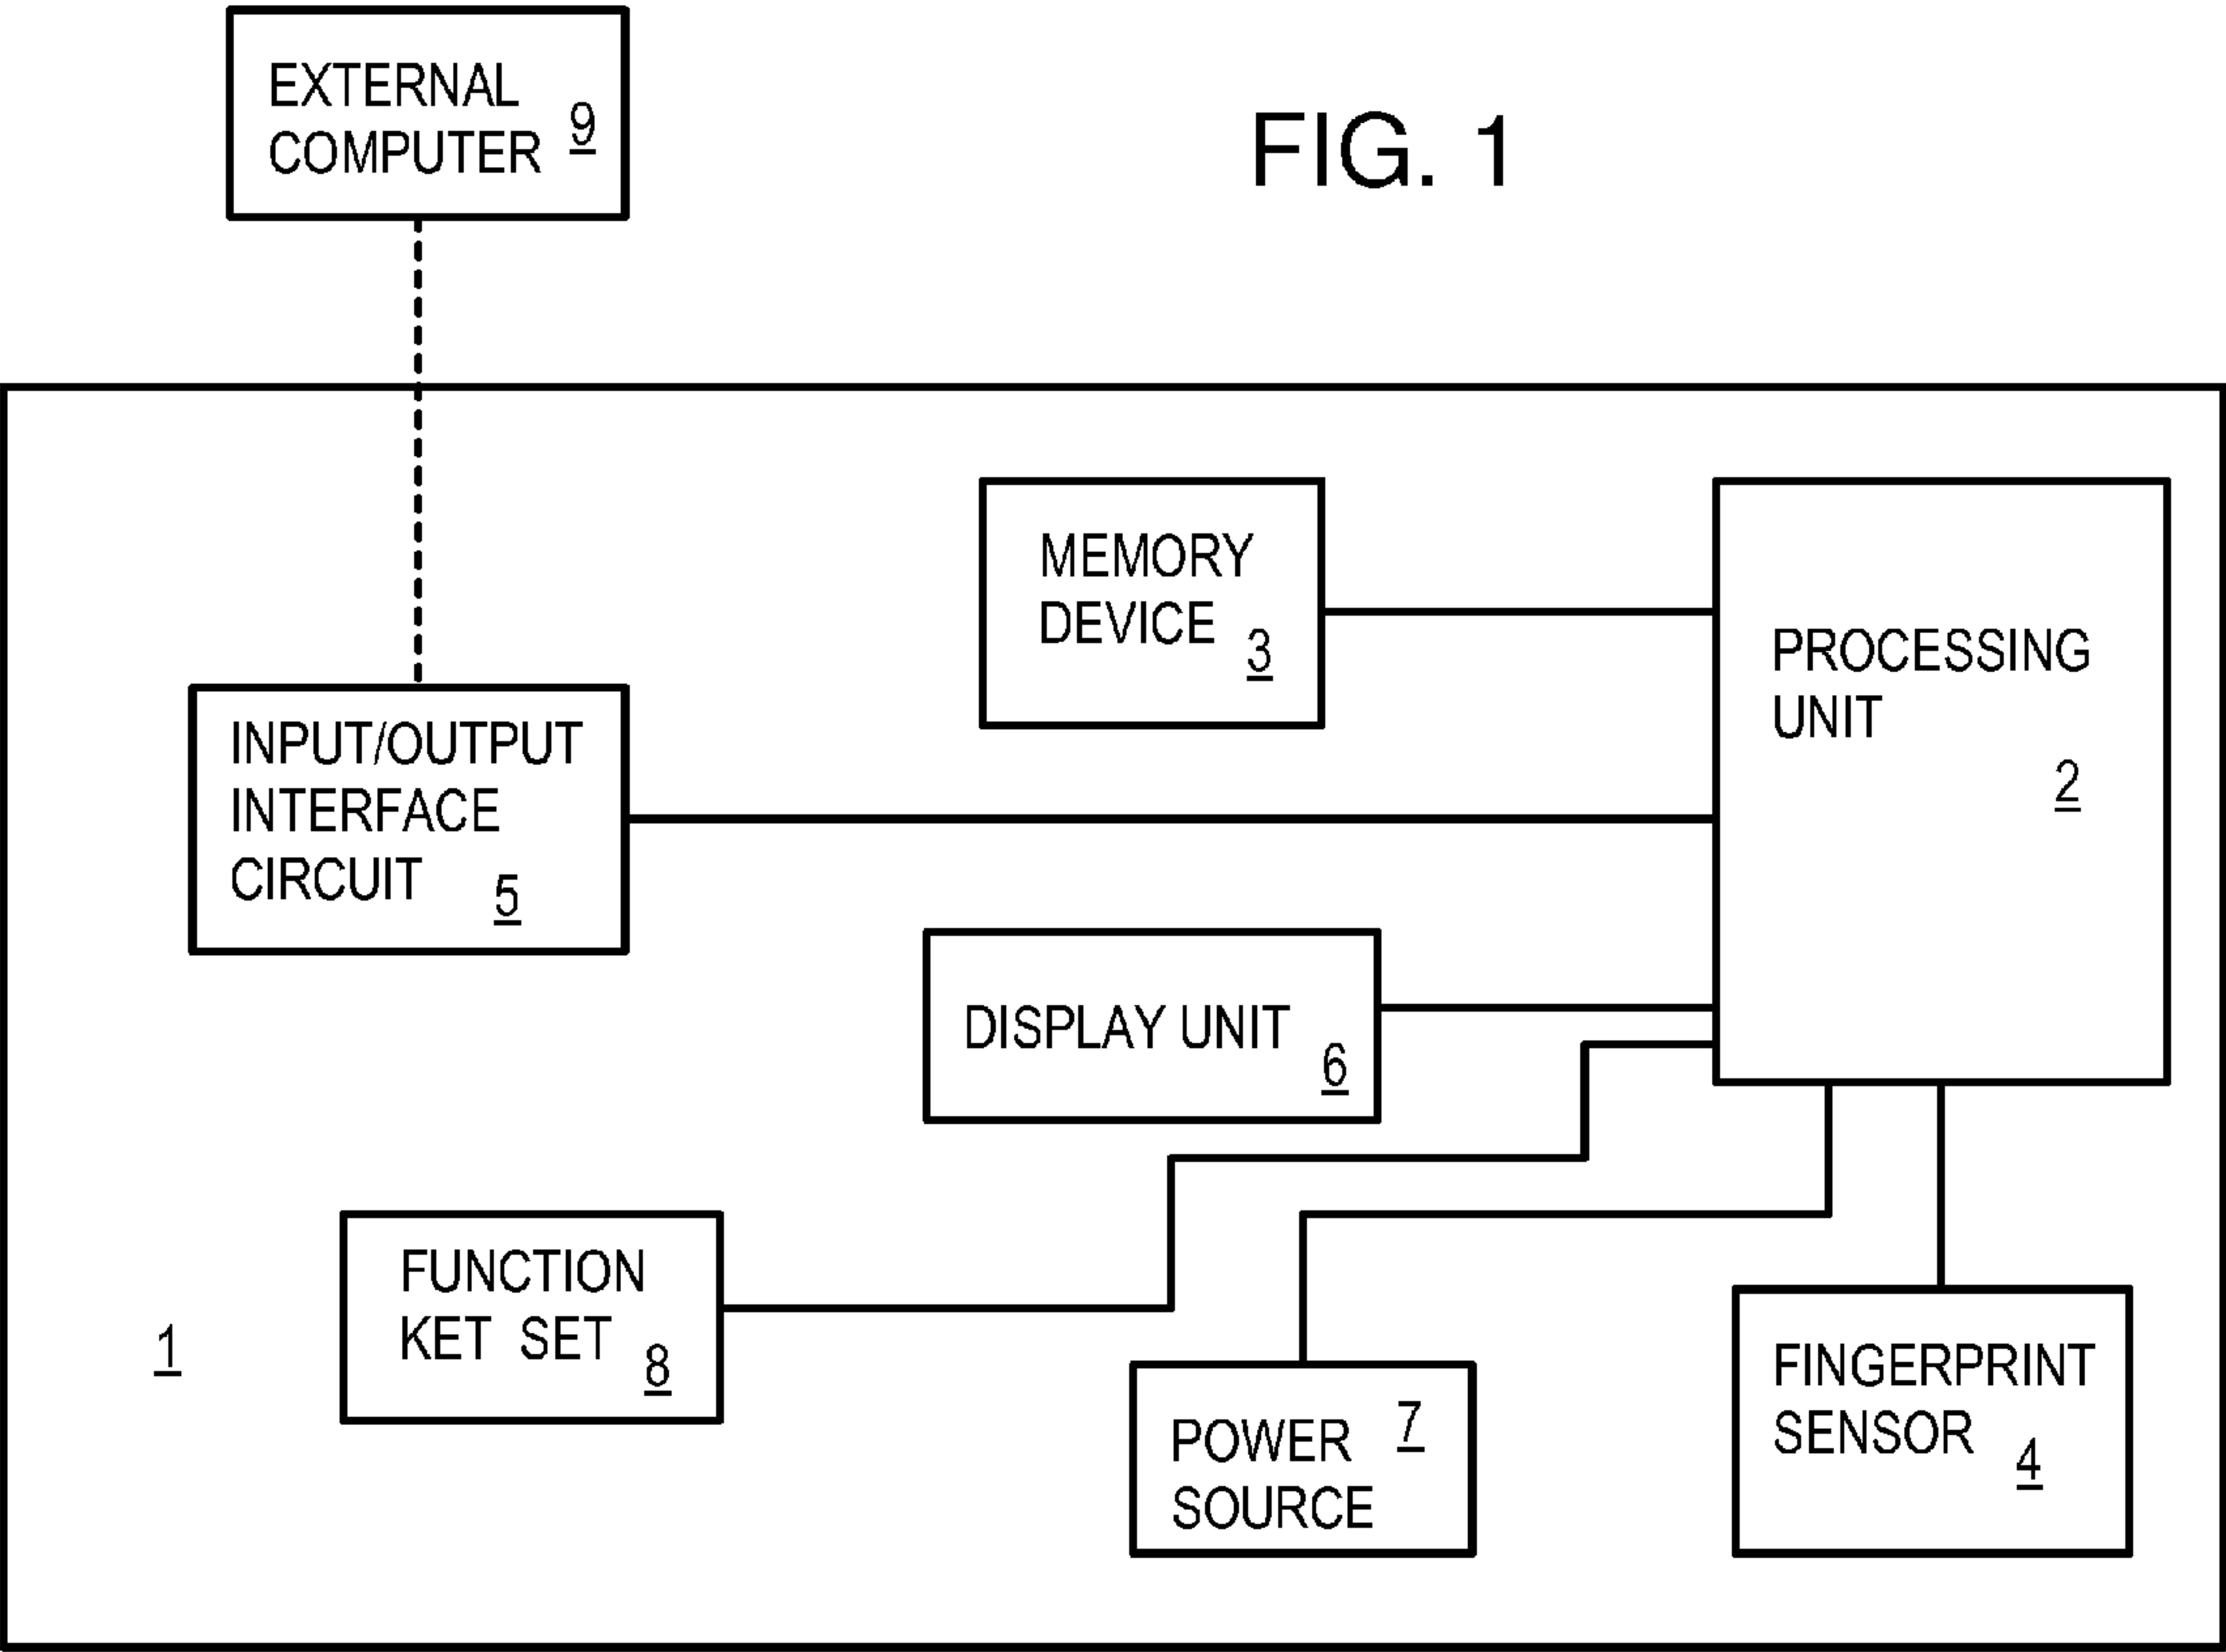 EXTERNAL
COMPUTER 9
FIG. 1
MEMORY
DEVICE 3
PROCESSING
UNIT
2
INPUT/OUTPUT
INTERFACE
CIRCUIT 5
DISPLAY UNIT 6
FUNCTION
KET SET 8
1
POWER 7
SOURCE
FINGERPRINT
SENSOR 4